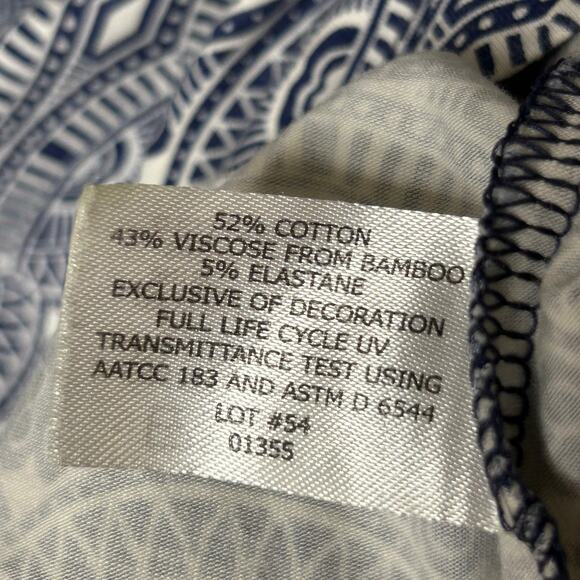 52% COTTON
43% VISCOSE FROM BAMBOO
5% ELASTANE
EXCLUSIVE OF DECORATION
FULL LIFE CYCLE UV
TRANSMITTANCE TEST USING
AATCC 183 AND ASTM D 6544
LOT #54
01355